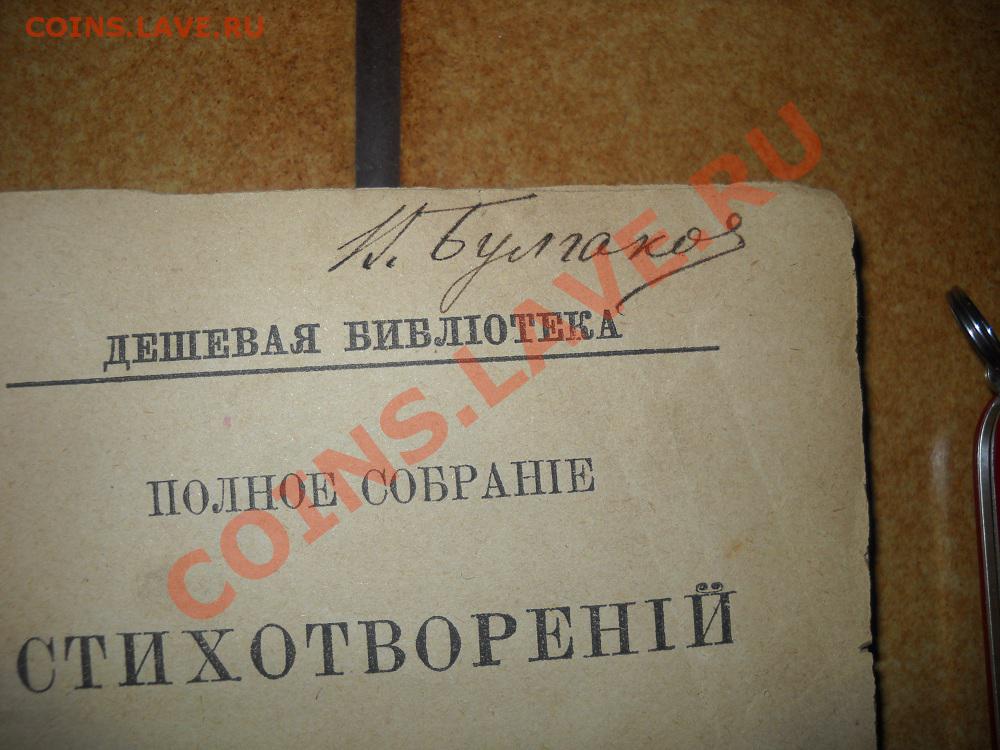 COINS.LAVE.RU
Булгаков
ДЕШЕВАЯ БИБЛІОТЕКА
ПОЛНОЕ СОБРАНІЕ
СТИХОТВОРЕНІЙ
COINS.LAVE.RU